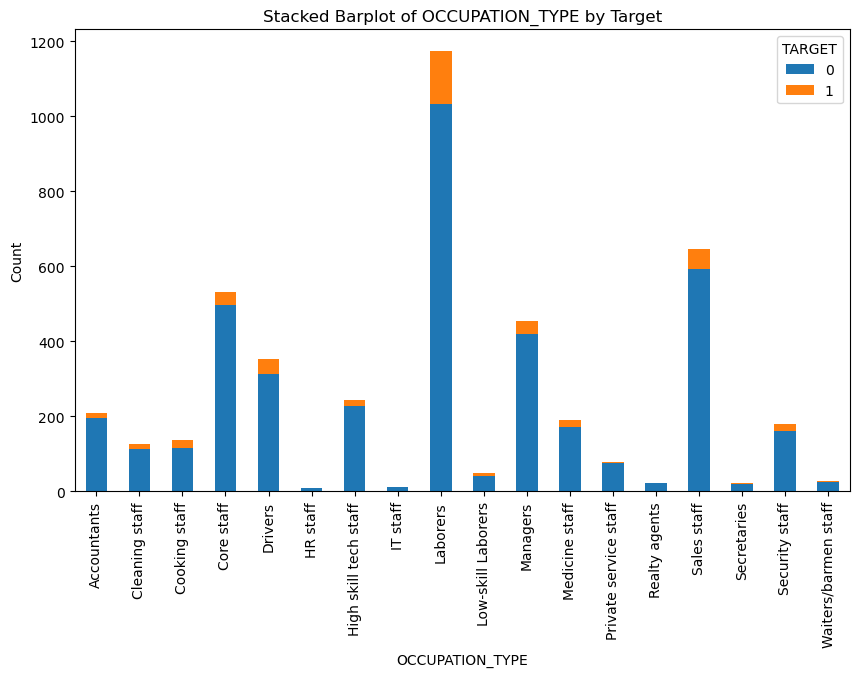 Stacked Barplot of OCCUPATION_TYPE by Target
TARGET
0
1
Count
1200
1000
800
600
400
200
0
Accountants
Cleaning staff
Cooking staff
Core staff
Drivers
HR staff
High skill tech staff
IT staff
Laborers
Low-skill Laborers
Managers
Medicine staff
Private service staff
Realty agents
Sales staff
Secretaries
Security staff
Waiters/barmen staff
OCCUPATION_TYPE